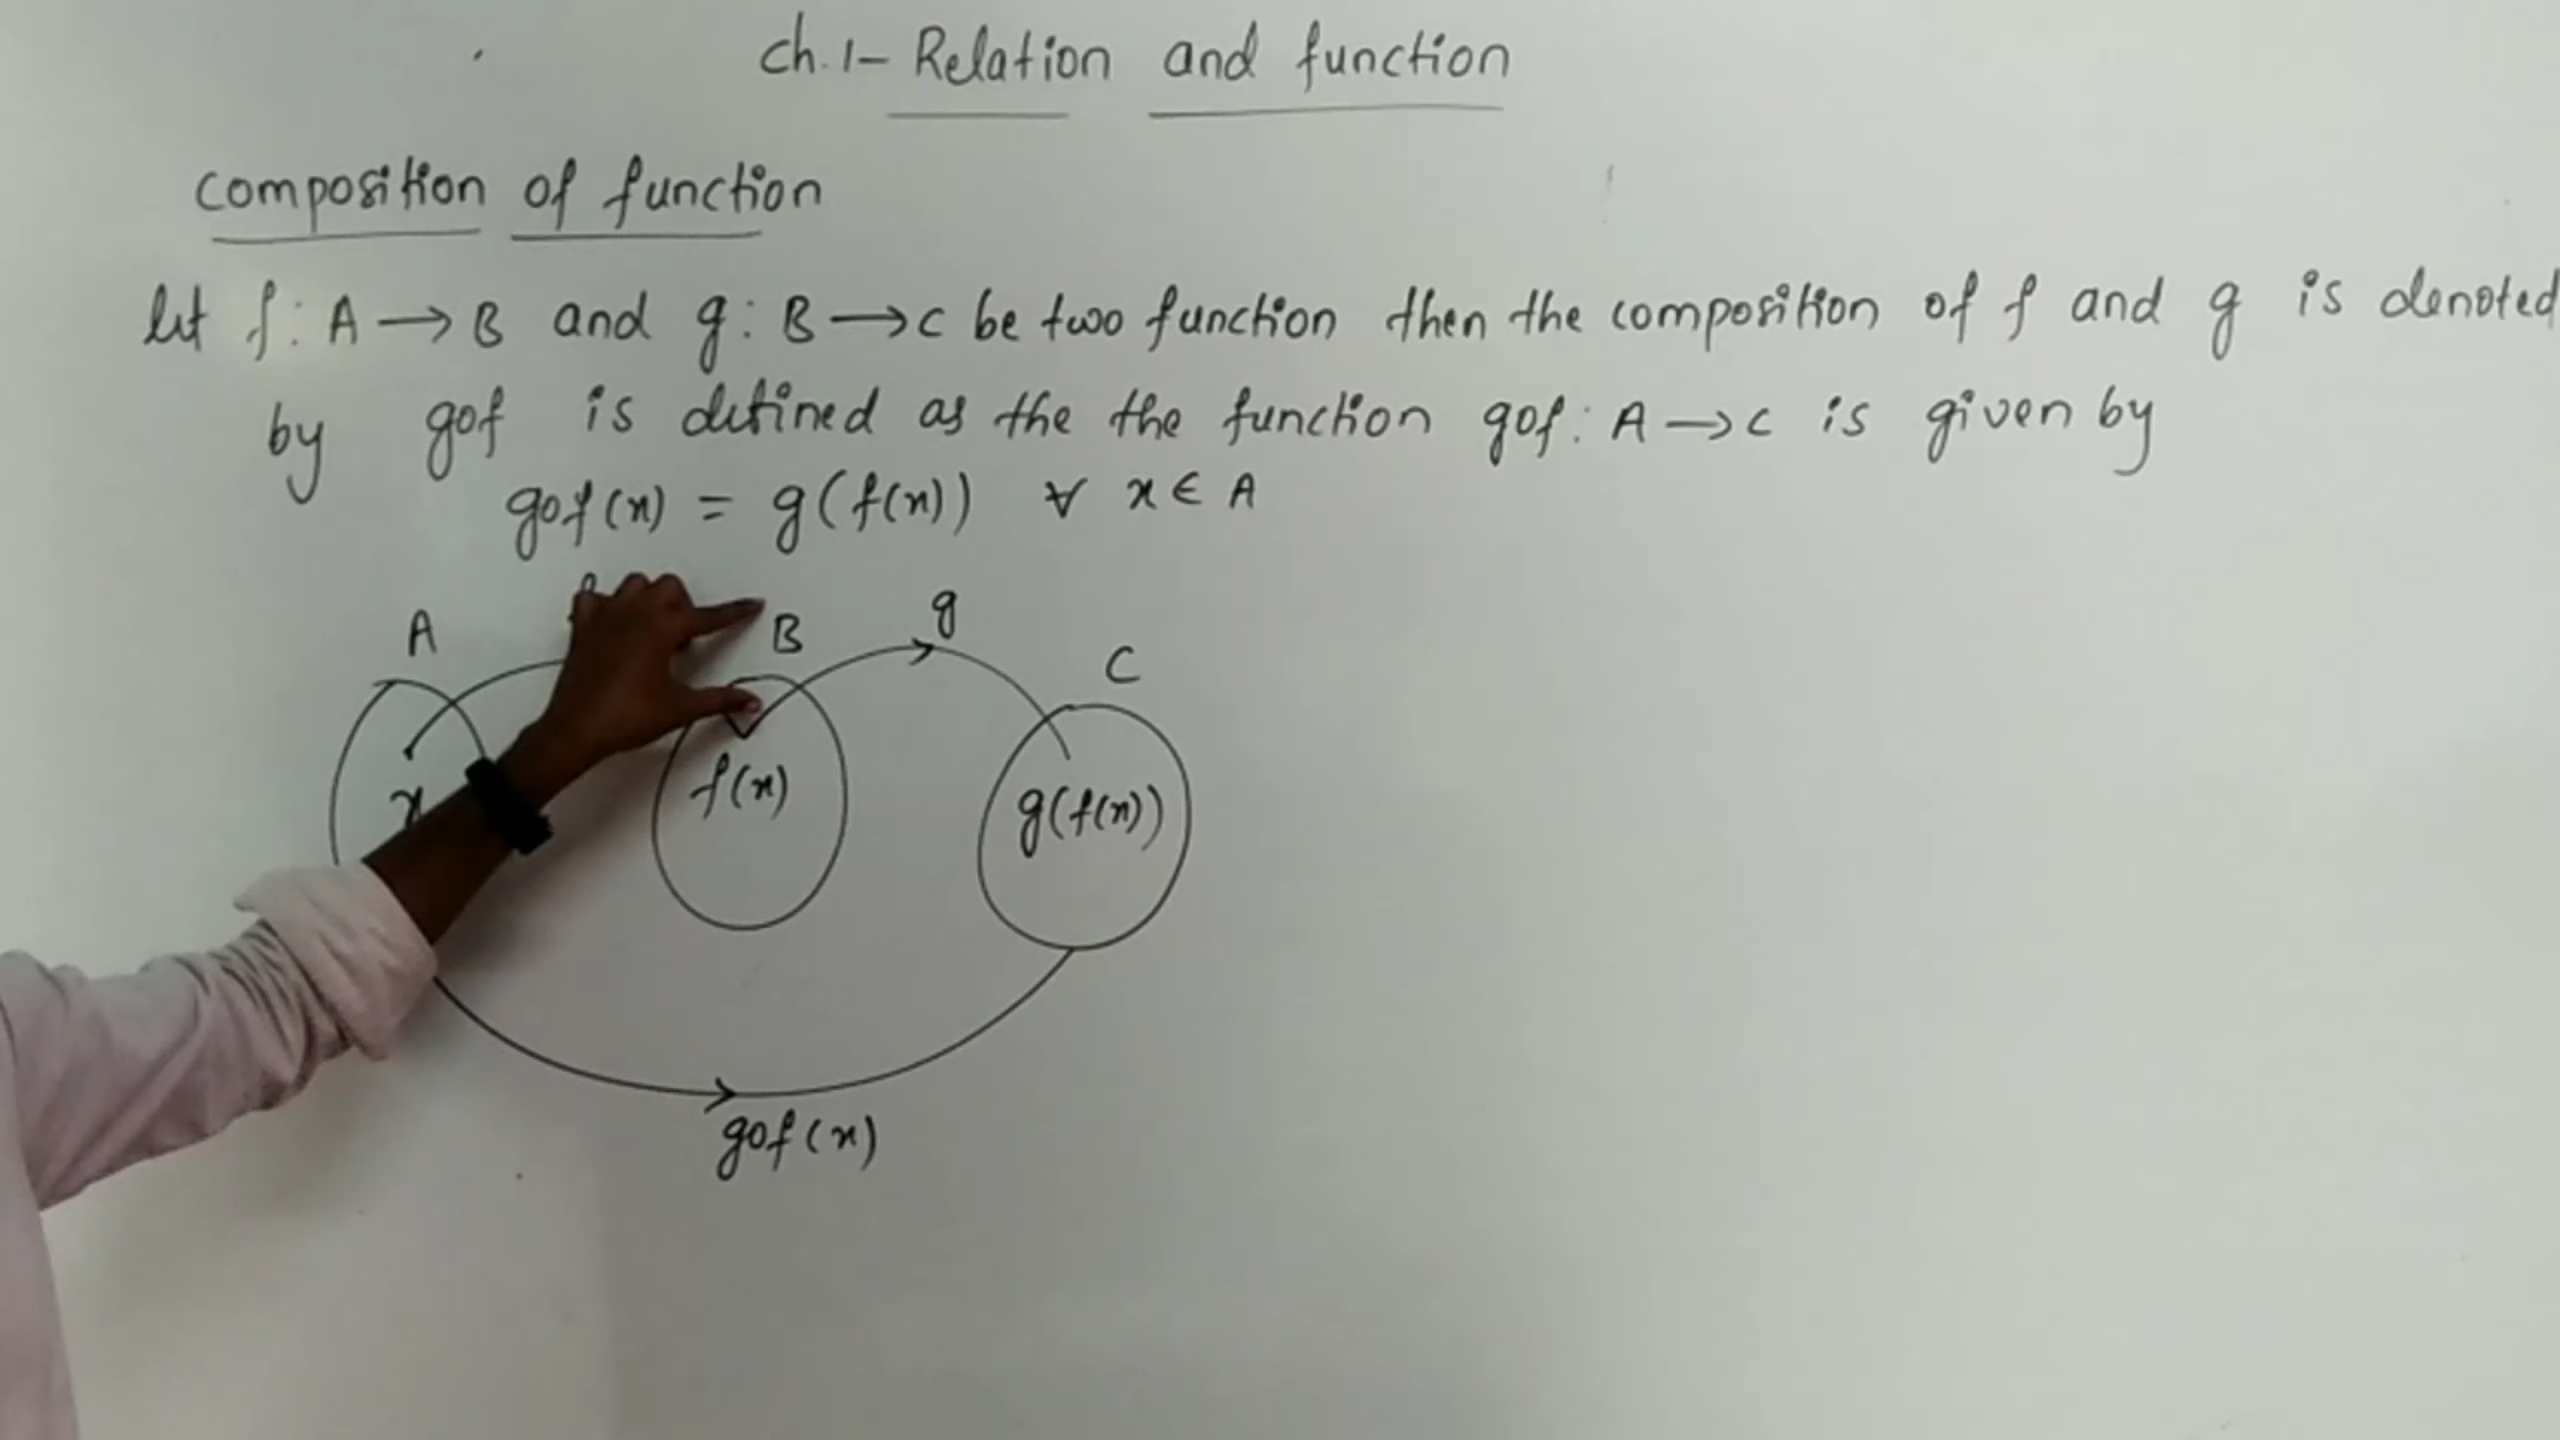 Ch.1- Relation and function
composition of function
let f: A → B and g: B → C be two function then the composition of f and g is denoted
by gof is defined as the the function gof: A → C is given by
gof(x) = g(f(x)) ∀ x ∈ A
A B g C
x f(x) g(f(x))
gof(x)